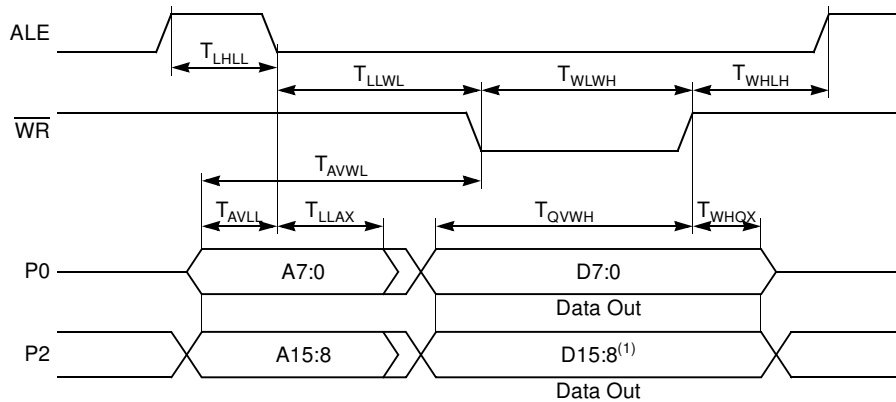 ALE
T_LHLL
T_LLWL T_WLWH T_WHLH
WR
T_AVWL
T_AVLL T_LLAX T_QVWH T_WHQX
P0 A7:0 D7:0
Data Out
P2 A15:8 D15:8(1)
Data Out